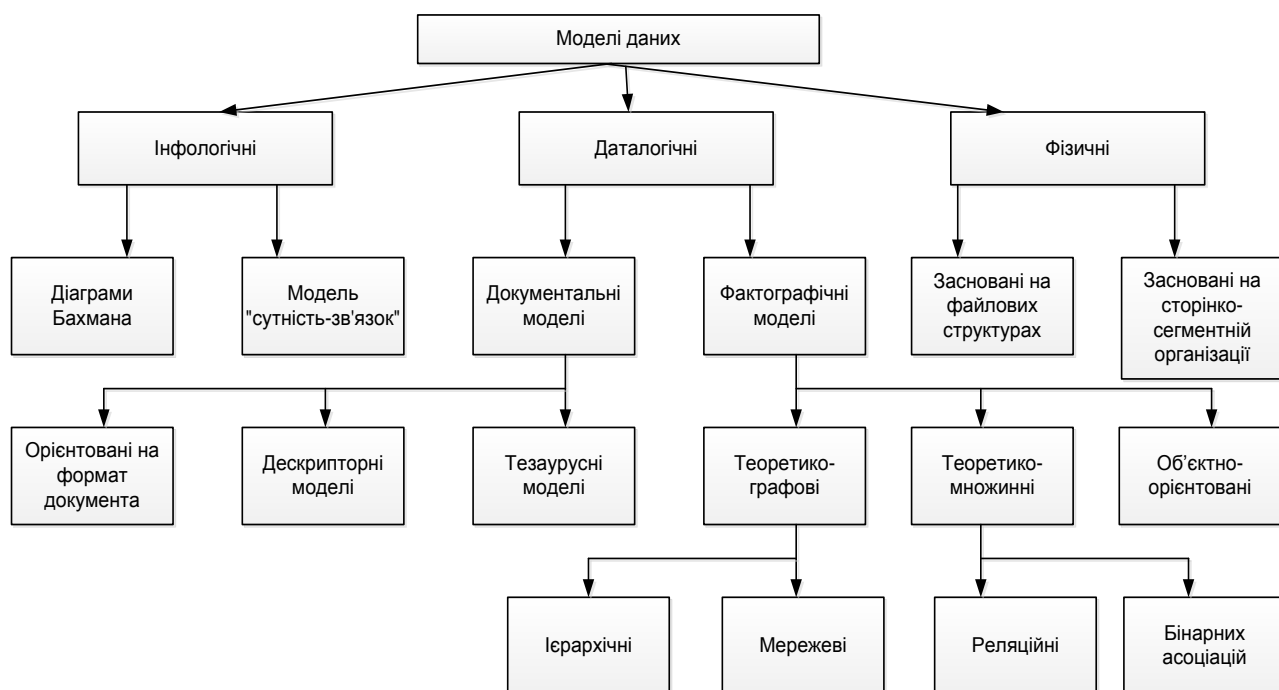 Моделі даних
Інфологічні
Даталогічні
Фізичні
Діаграми
Бахмана
Модель
"сутність-зв'язок"
Документальні
моделі
Фактографічні
моделі
Засновані на
файлових
структурах
Засновані на
сторінко-
сегментній
організації
Орієнтовані на
формат
документа
Дескрипторні
моделі
Тезаурусні
моделі
Теоретико-
графові
Теоретико-
множинні
Об’єктно-
орієнтовані
Ієрархічні
Мережеві
Реляційні
Бінарних
асоціацій